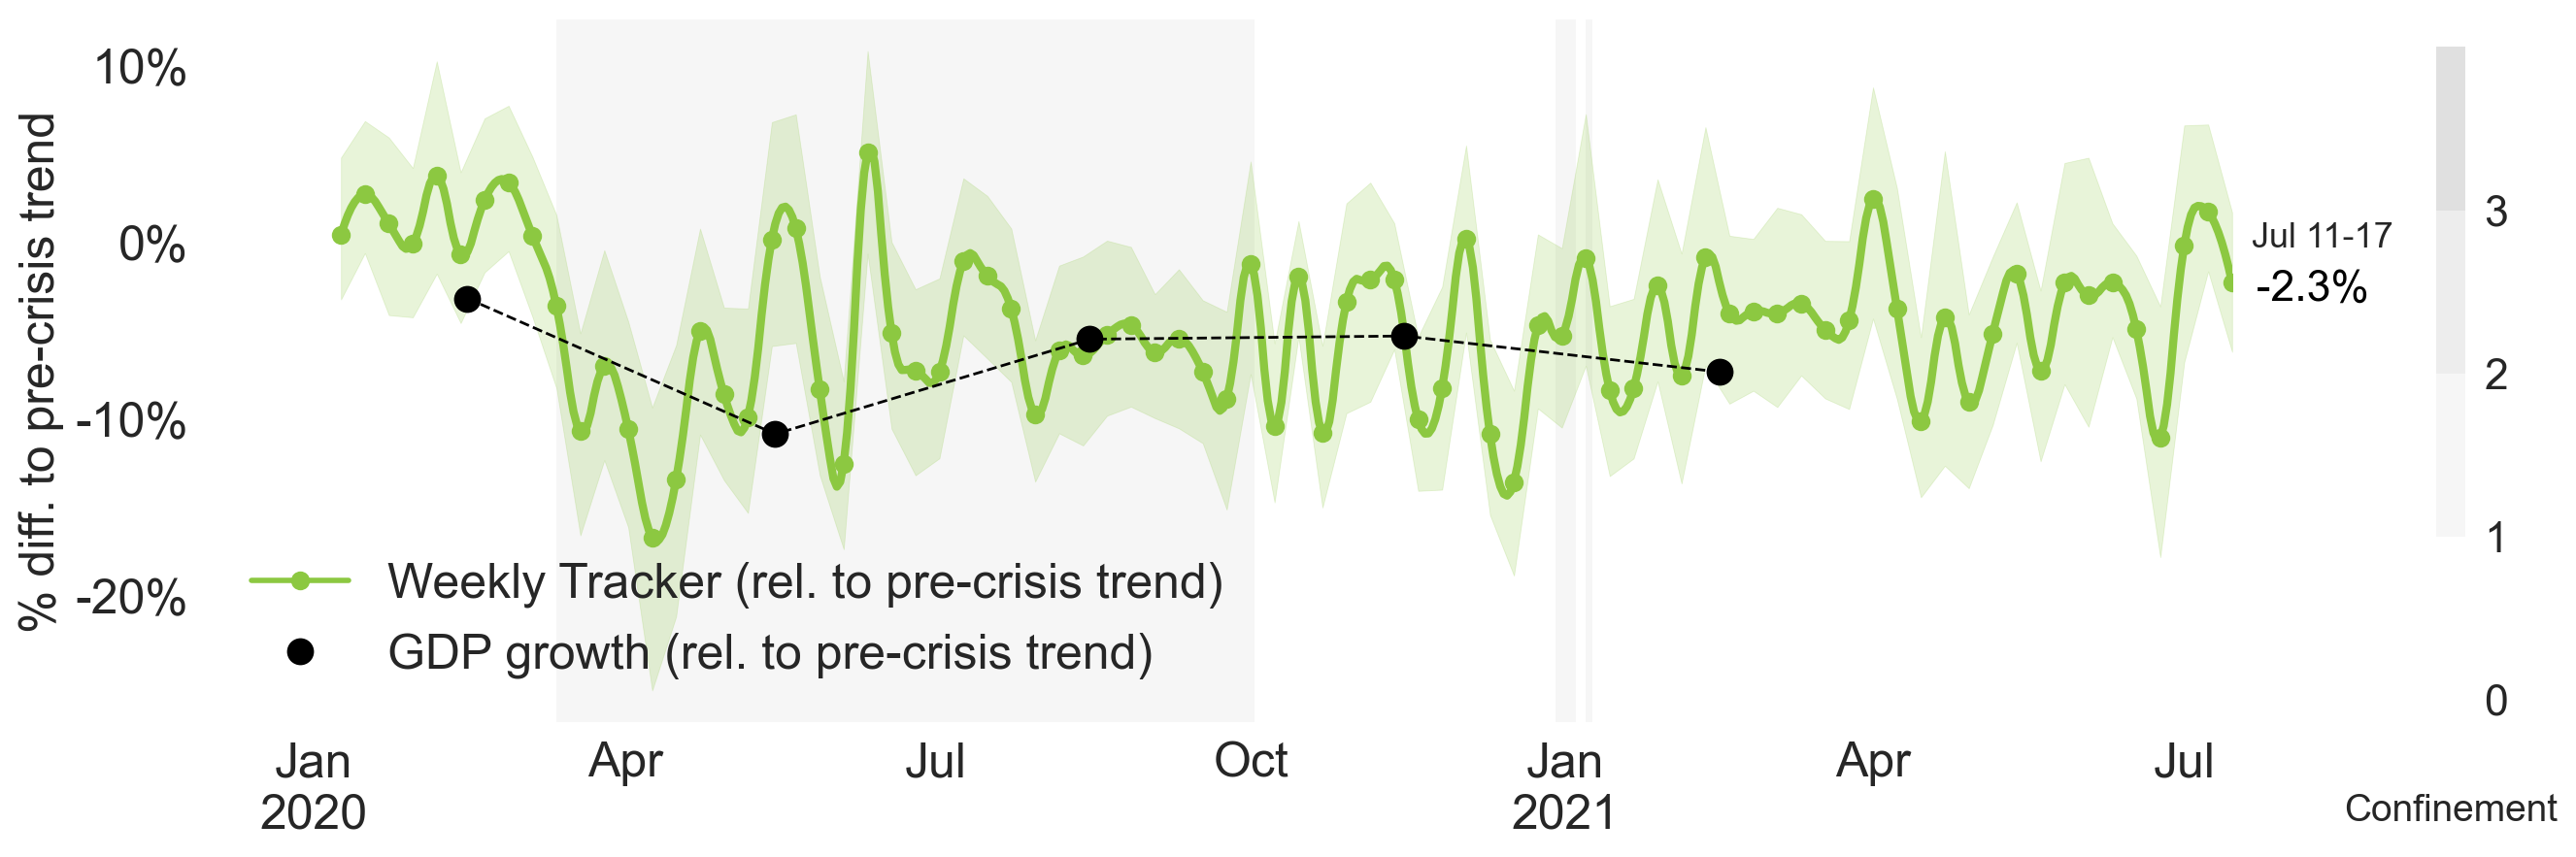 % diff. to pre-crisis trend
10%
0%
-10%
-20%
Weekly Tracker (rel. to pre-crisis trend)
GDP growth (rel. to pre-crisis trend)
Jan
2020
Apr
Jul
Oct
Jan
2021
Apr
Jul
Jul 11-17
-2.3%
3
2
1
0
Confinement